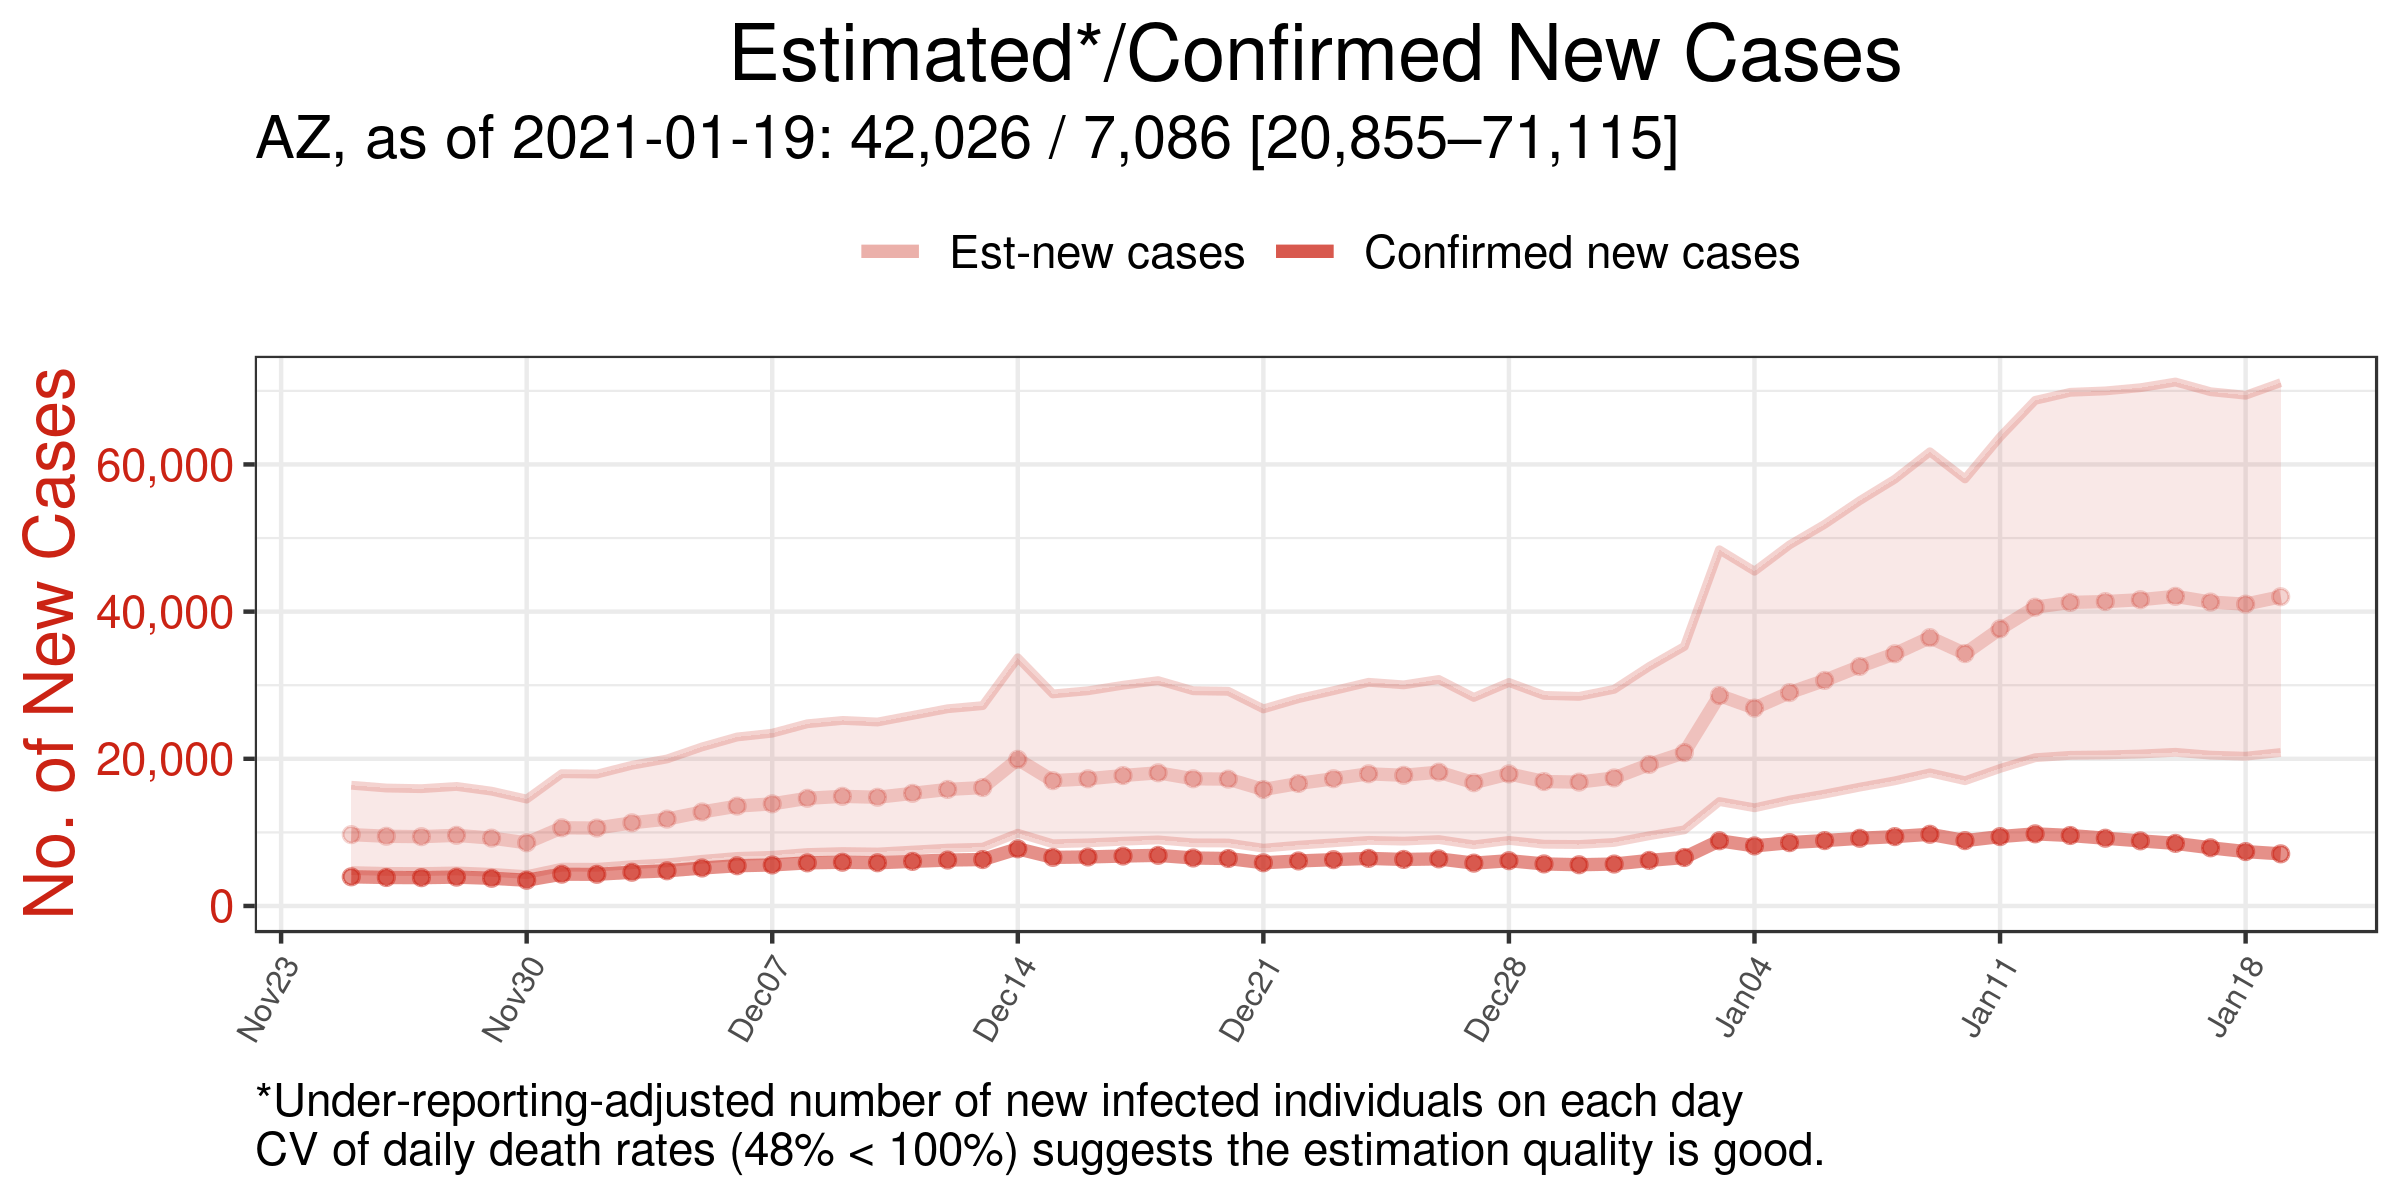 Estimated*/Confirmed New Cases
AZ, as of 2021-01-19: 42,026 / 7,086 [20,855–71,115]
Est-new cases
Confirmed new cases
No. of New Cases
60,000
40,000
20,000
0
Nov23
Nov30
Dec07
Dec14
Dec21
Dec28
Jan04
Jan11
Jan18
*Under-reporting-adjusted number of new infected individuals on each day
CV of daily death rates (48% < 100%) suggests the estimation quality is good.